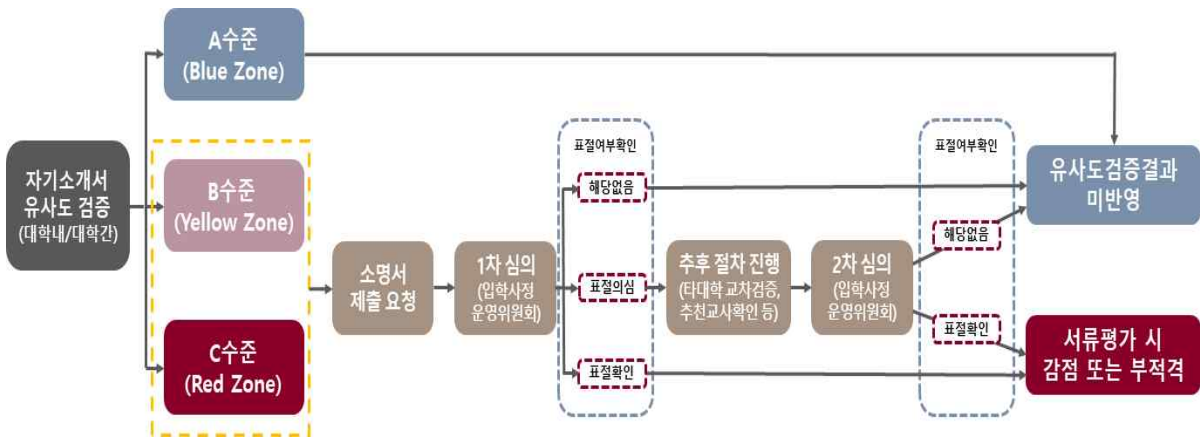 자기소개서
유사도 검증
(대학내/대학간)
A수준
(Blue Zone)
B수준
(Yellow Zone)
C수준
(Red Zone)
소명서
제출 요청
1차 심의
(입학사정
운영위원회)
표절여부확인
해당없음
표절의심
표절확인
추후 절차 진행
(타대학 교차검증,
추천교사확인 등)
2차 심의
(입학사정
운영위원회)
표절여부확인
해당없음
표절확인
유사도검증결과
미반영
서류평가 시
감점 또는 부적격